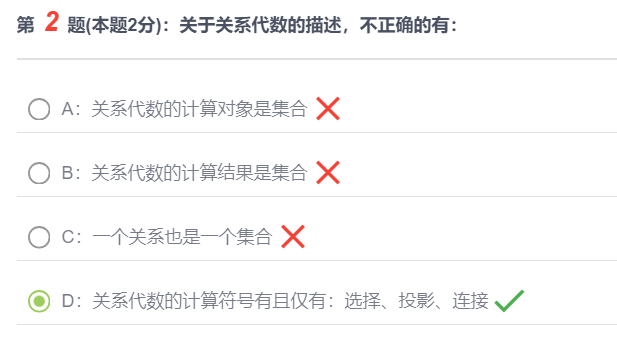 第 2 题(本题2分)：关于关系代数的描述，不正确的有：
A：关系代数的计算对象是集合
B：关系代数的计算结果是集合
C：一个关系也是一个集合
D：关系代数的计算符号有且仅有：选择、投影、连接